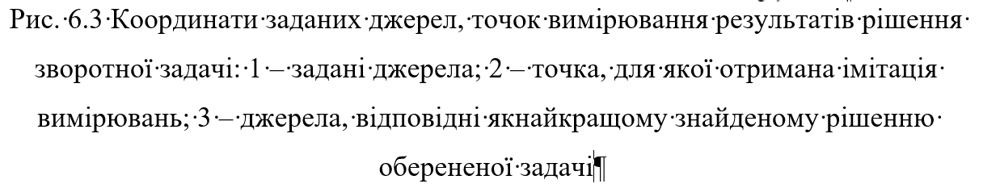 Рис. 6.3 Координати заданих джерел, точок вимірювання результатів рішення
зворотної задачі: 1 – задані джерела; 2 – точка, для якої отримана імітація
вимірювань; 3 – джерела, відповідні якнайкращому знайденому рішенню
оберененої задачі¶